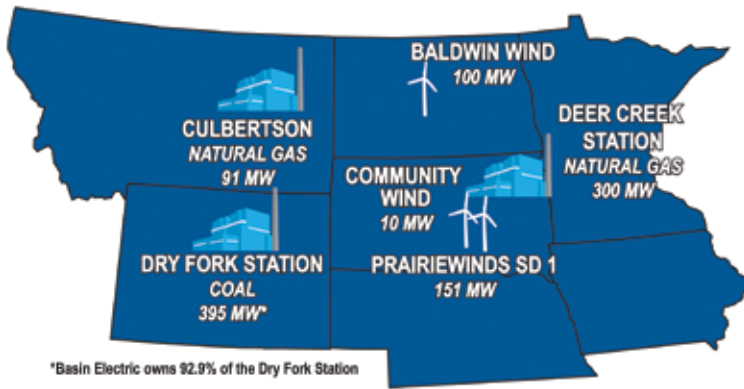 BALDWIN WIND
100 MW
CULBERTSON
NATURAL GAS
91 MW
DEER CREEK
STATION
NATURAL GAS
300 MW
COMMUNITY
WIND
10 MW
DRY FORK STATION
COAL
395 MW*
PRAIRIEWINDS SD 1
151 MW
*Basin Electric owns 92.9% of the Dry Fork Station